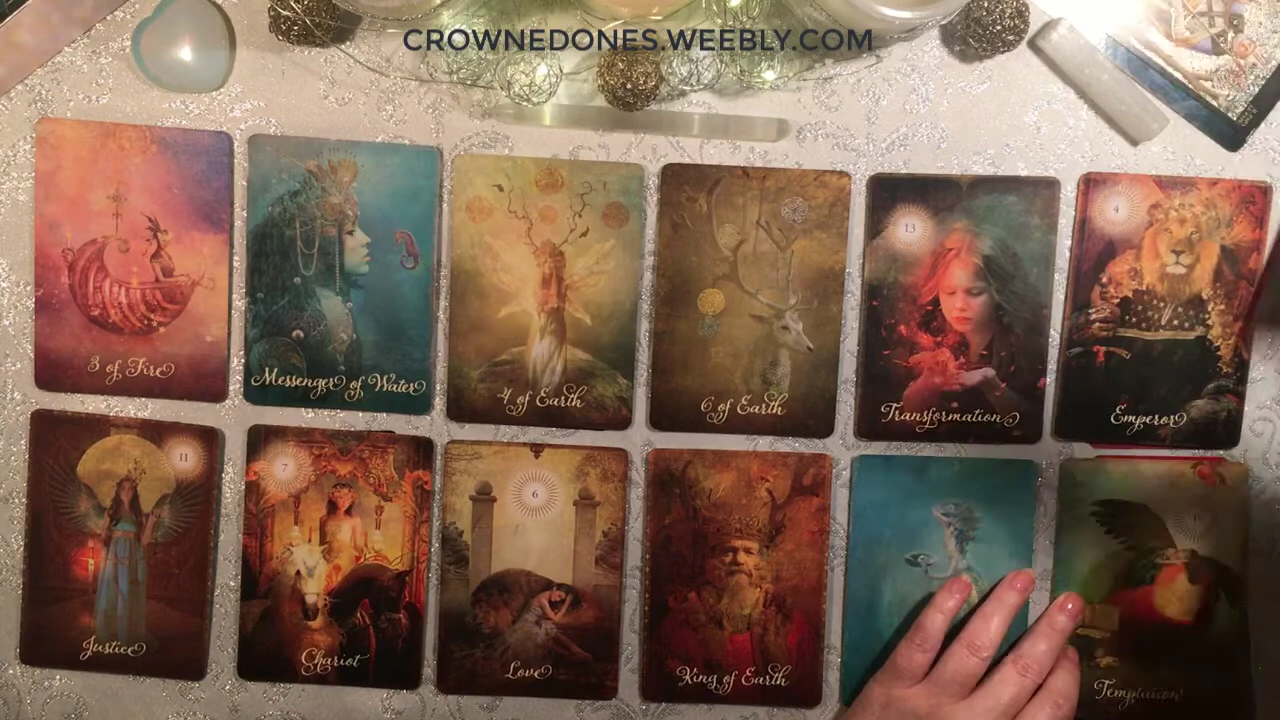 CROWNEDONES.WEEBLY.COM
3 of Fire
Messenger of Water
4 of Earth
6 of Earth
13
Transformation
4
Emperor
11
Justice
7
Chariot
6
Love
King of Earth
Temptation